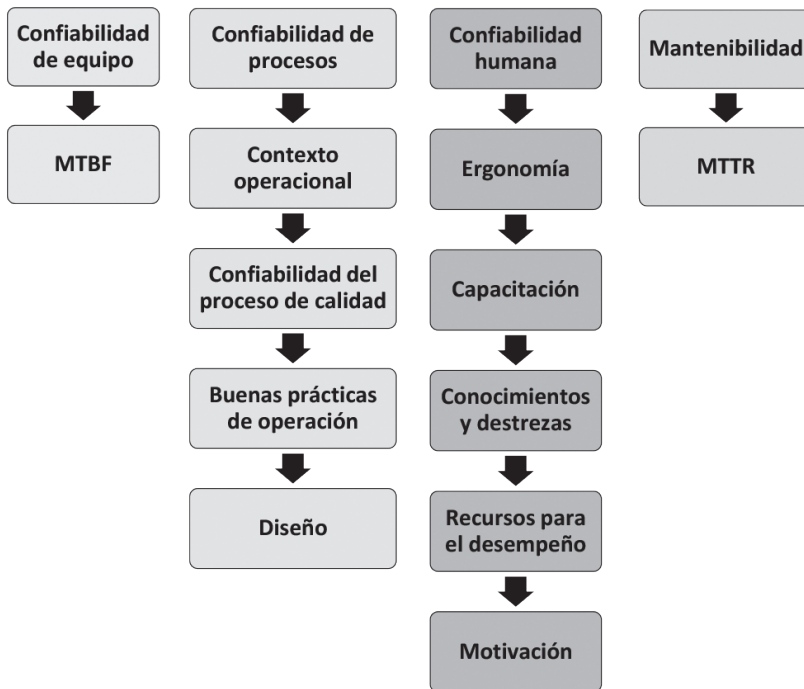 Confiabilidad
de equipo
MTBF
Confiabilidad de
procesos
Contexto
operacional
Confiabilidad del
proceso de calidad
Buenas prácticas
de operación
Diseño
Confiabilidad
humana
Ergonomía
Capacitación
Conocimientos
y destrezas
Recursos para
el desempeño
Motivación
Mantenibilidad
MTTR